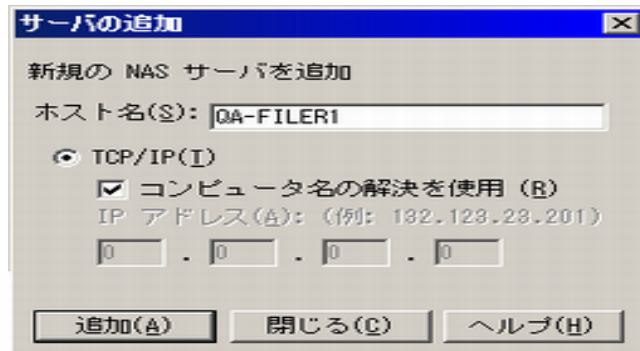 サーバの追加
新規の NAS サーバを追加
ホスト名(S): QA-FILER1
TCP/IP(T)
コンピュータ名の解決を使用 (R)
IP アドレス(A): (例: 132.123.23.201)
0 . 0 . 0 . 0
追加(A) 閉じる(C) ヘルプ(H)